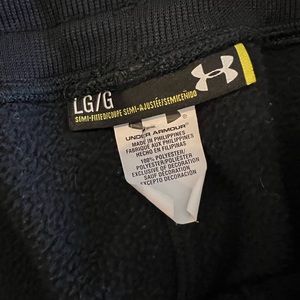 LG/G
SEMI-FITTED/COUPE SEMI-AJUSTÉE/SEMICEÑIDO
UNDER ARMOUR
MADE IN PHILIPPINES
FABRIQUÉ AUX PHILIPPINES
HECHO EN FILIPINAS
100% POLYESTER/
POLYESTER/POLIÉSTER
EXCLUSIVE OF DECORATION
SAUF DÉCORATION
EXCEPTO DECORACIÓN